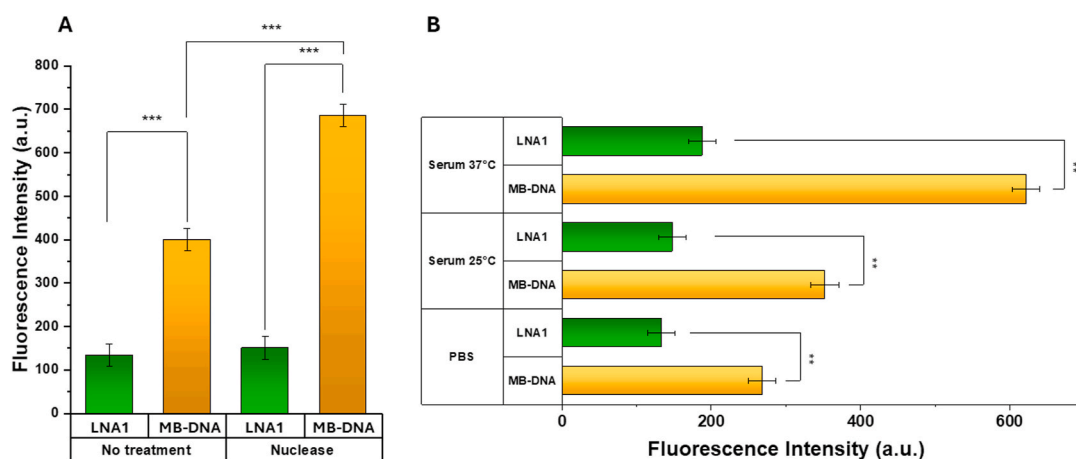 A
***
***
***
Fluorescence Intensity (a.u.)
800
700
600
500
400
300
200
100
0
LNA1 MB-DNA LNA1 MB-DNA
No treatment Nuclease
B
Serum 37°C
LNA1
MB-DNA
**
Serum 25°C
LNA1
MB-DNA
**
PBS
LNA1
MB-DNA
**
0 200 400 600
Fluorescence Intensity (a.u.)